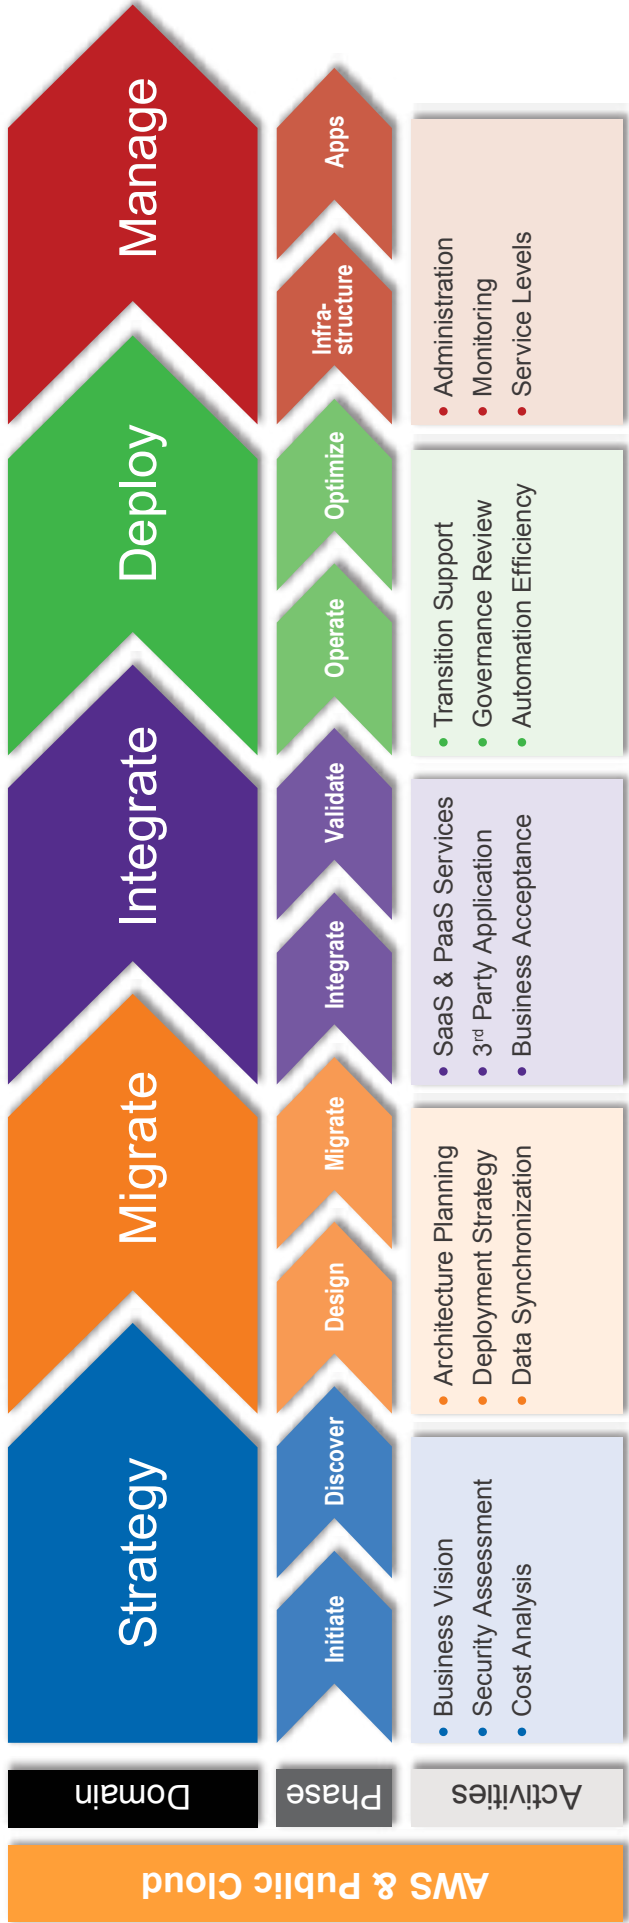 AWS & Public Cloud
Domain
Strategy
Migrate
Integrate
Deploy
Manage
Phase
Initiate
Discover
Design
Migrate
Integrate
Validate
Operate
Optimize
Infra-
structure
Apps
Activities
• Business Vision
• Security Assessment
• Cost Analysis
• Architecture Planning
• Deployment Strategy
• Data Synchronization
• SaaS & PaaS Services
• 3rd Party Application
• Business Acceptance
• Transition Support
• Governance Review
• Automation Efficiency
• Administration
• Monitoring
• Service Levels